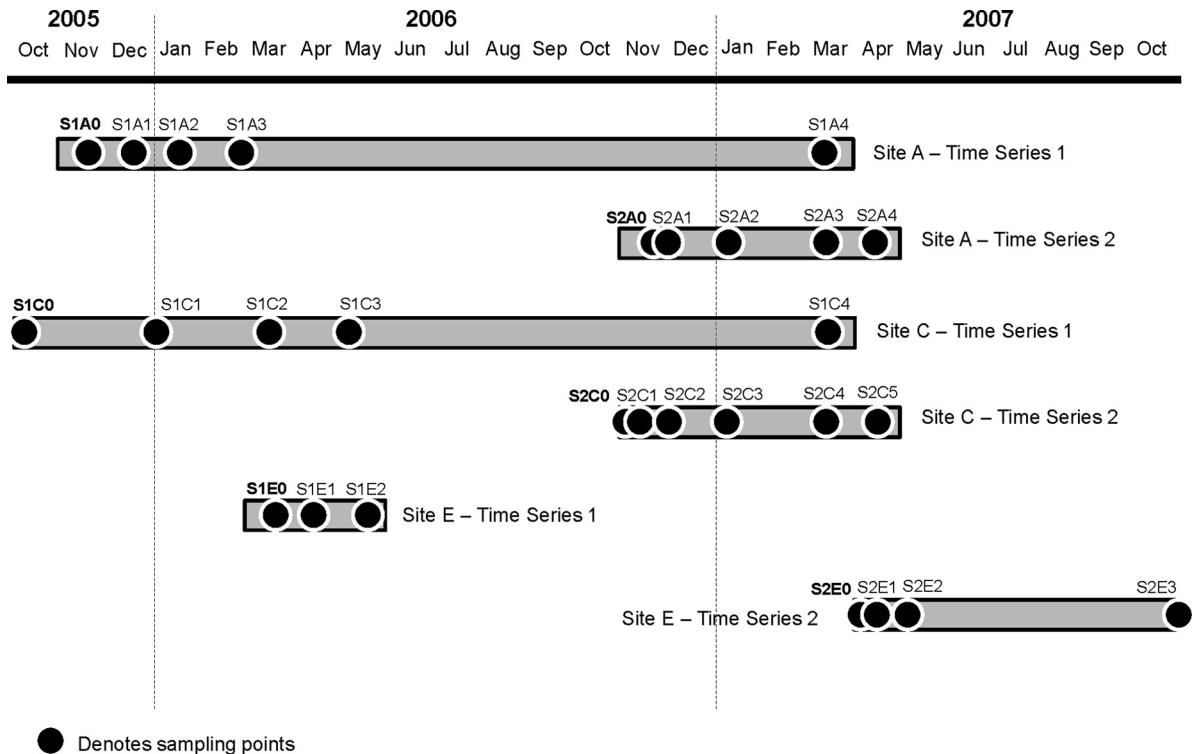 2005 2006 2007
Oct Nov Dec Jan Feb Mar Apr May Jun Jul Aug Sep Oct Nov Dec Jan Feb Mar Apr May Jun Jul Aug Sep Oct
S1A0 S1A1 S1A2 S1A3 S1A4
Site A – Time Series 1
S2A0 S2A1 S2A2 S2A3 S2A4
Site A – Time Series 2
S1C0 S1C1 S1C2 S1C3 S1C4
Site C – Time Series 1
S2C0 S2C1 S2C2 S2C3 S2C4 S2C5
Site C – Time Series 2
S1E0 S1E1 S1E2
Site E – Time Series 1
S2E0 S2E1 S2E2 S2E3
Site E – Time Series 2
Denotes sampling points